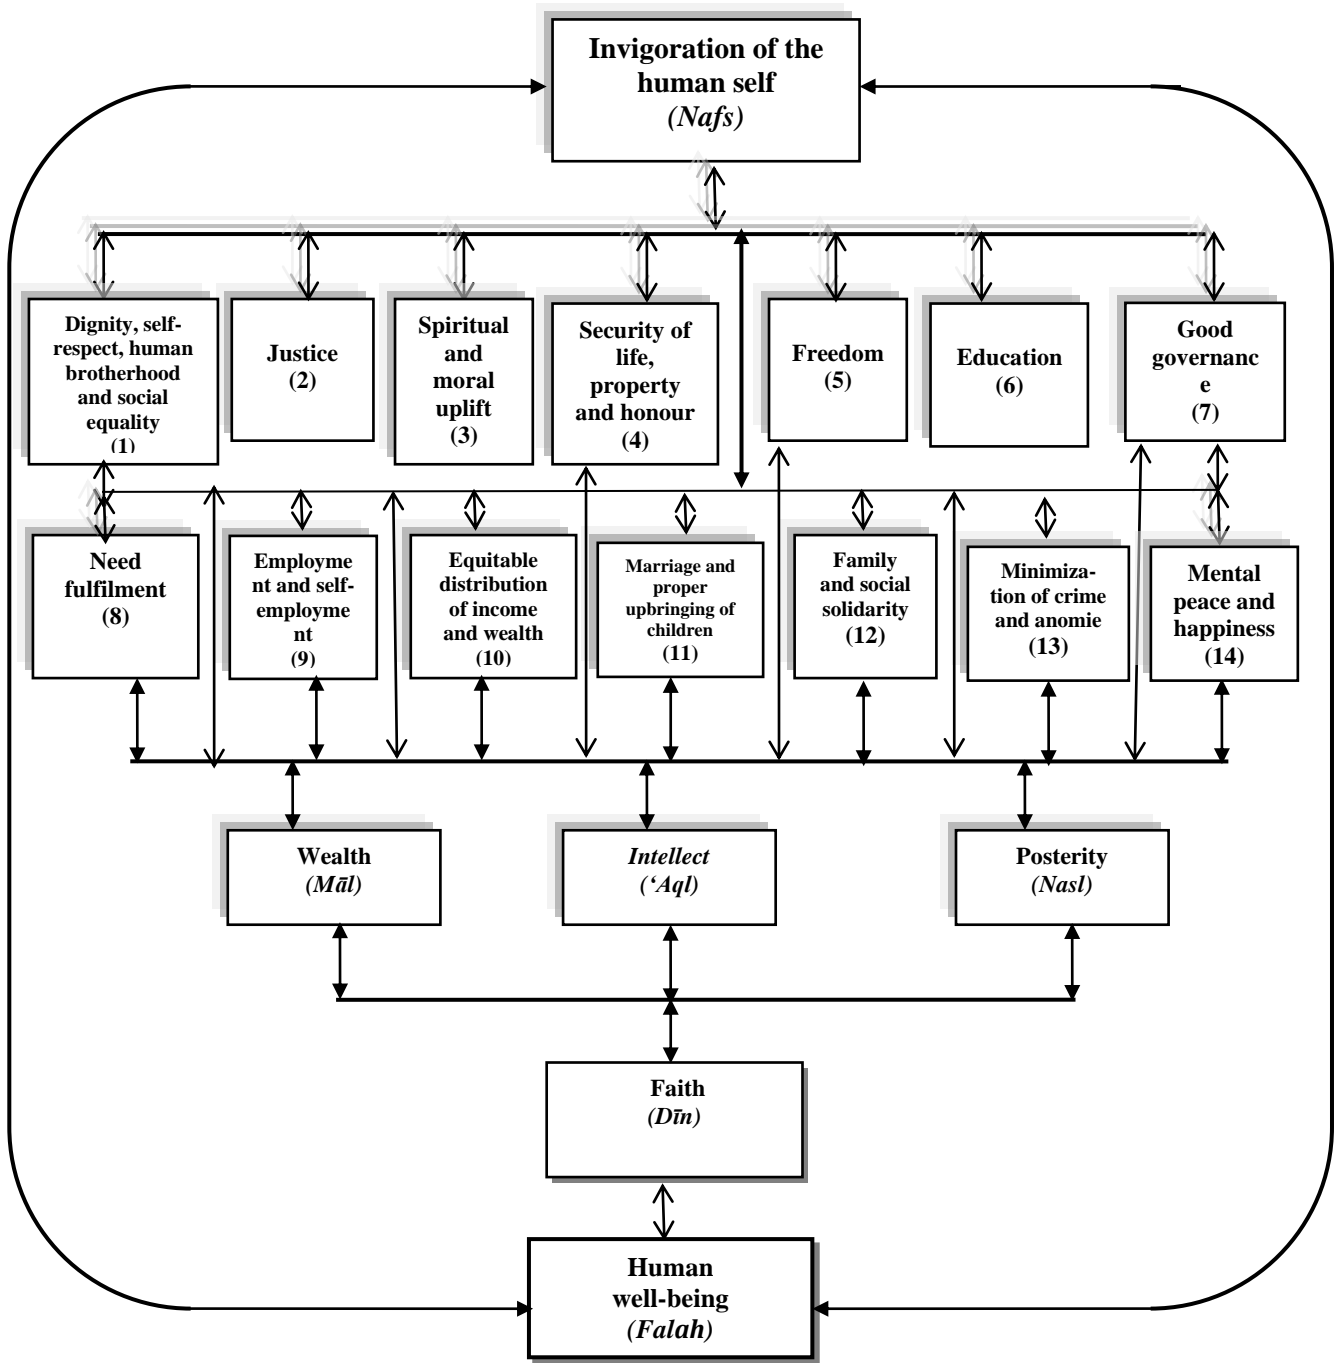 Invigoration of the
human self
(Nafs)
Dignity, self-
respect, human
brotherhood
and social
equality
(1)
Justice
(2)
Spiritual
and
moral
uplift
(3)
Security of
life,
property
and honour
(4)
Freedom
(5)
Education
(6)
Good
governanc
e
(7)
Need
fulfilment
(8)
Employme
nt and self-
employme
nt
(9)
Equitable
distribution
of income
and wealth
(10)
Marriage and
proper
upbringing of
children
(11)
Family
and social
solidarity
(12)
Minimiza-
tion of crime
and anomie
(13)
Mental
peace and
happiness
(14)
Wealth
(Māl)
Intellect
(‘Aql)
Posterity
(Nasl)
Faith
(Dīn)
Human
well-being
(Falah)